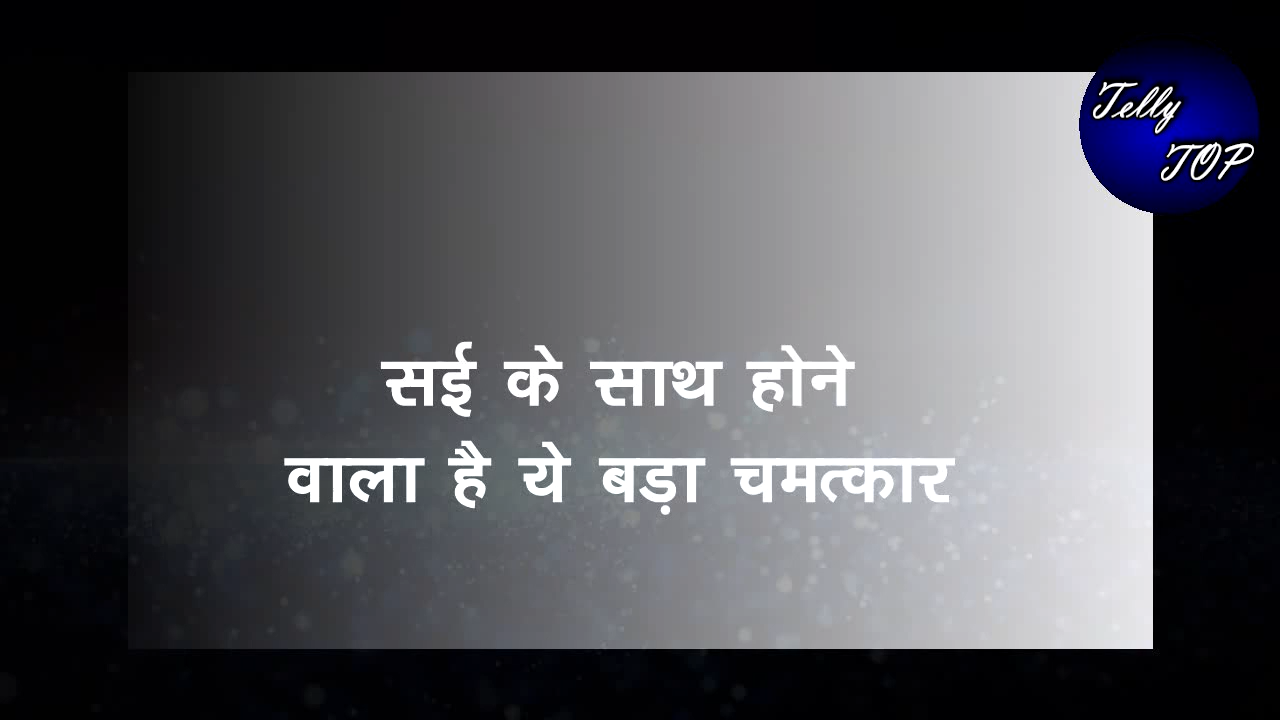 Telly
TOP
सई के साथ होने
वाला है ये बड़ा चमत्कार